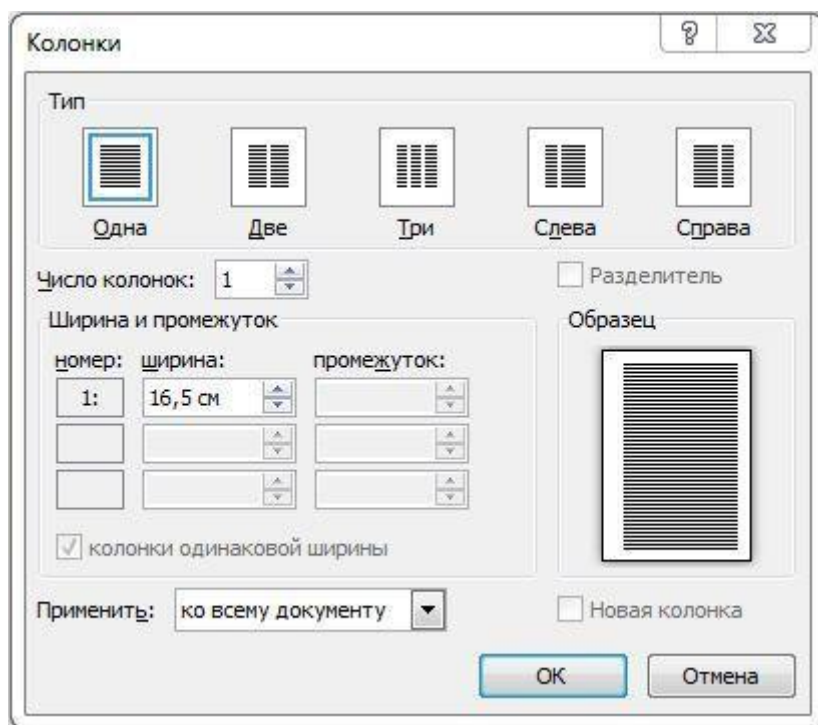 Колонки
Тип
Одна Две Три Слева Справа
Число колонок: 1 Разделитель
Ширина и промежуток Образец
номер: ширина: промежуток:
1: 16,5 см
колонки одинаковой ширины
Применить: ко всему документу Новая колонка
ОК Отмена